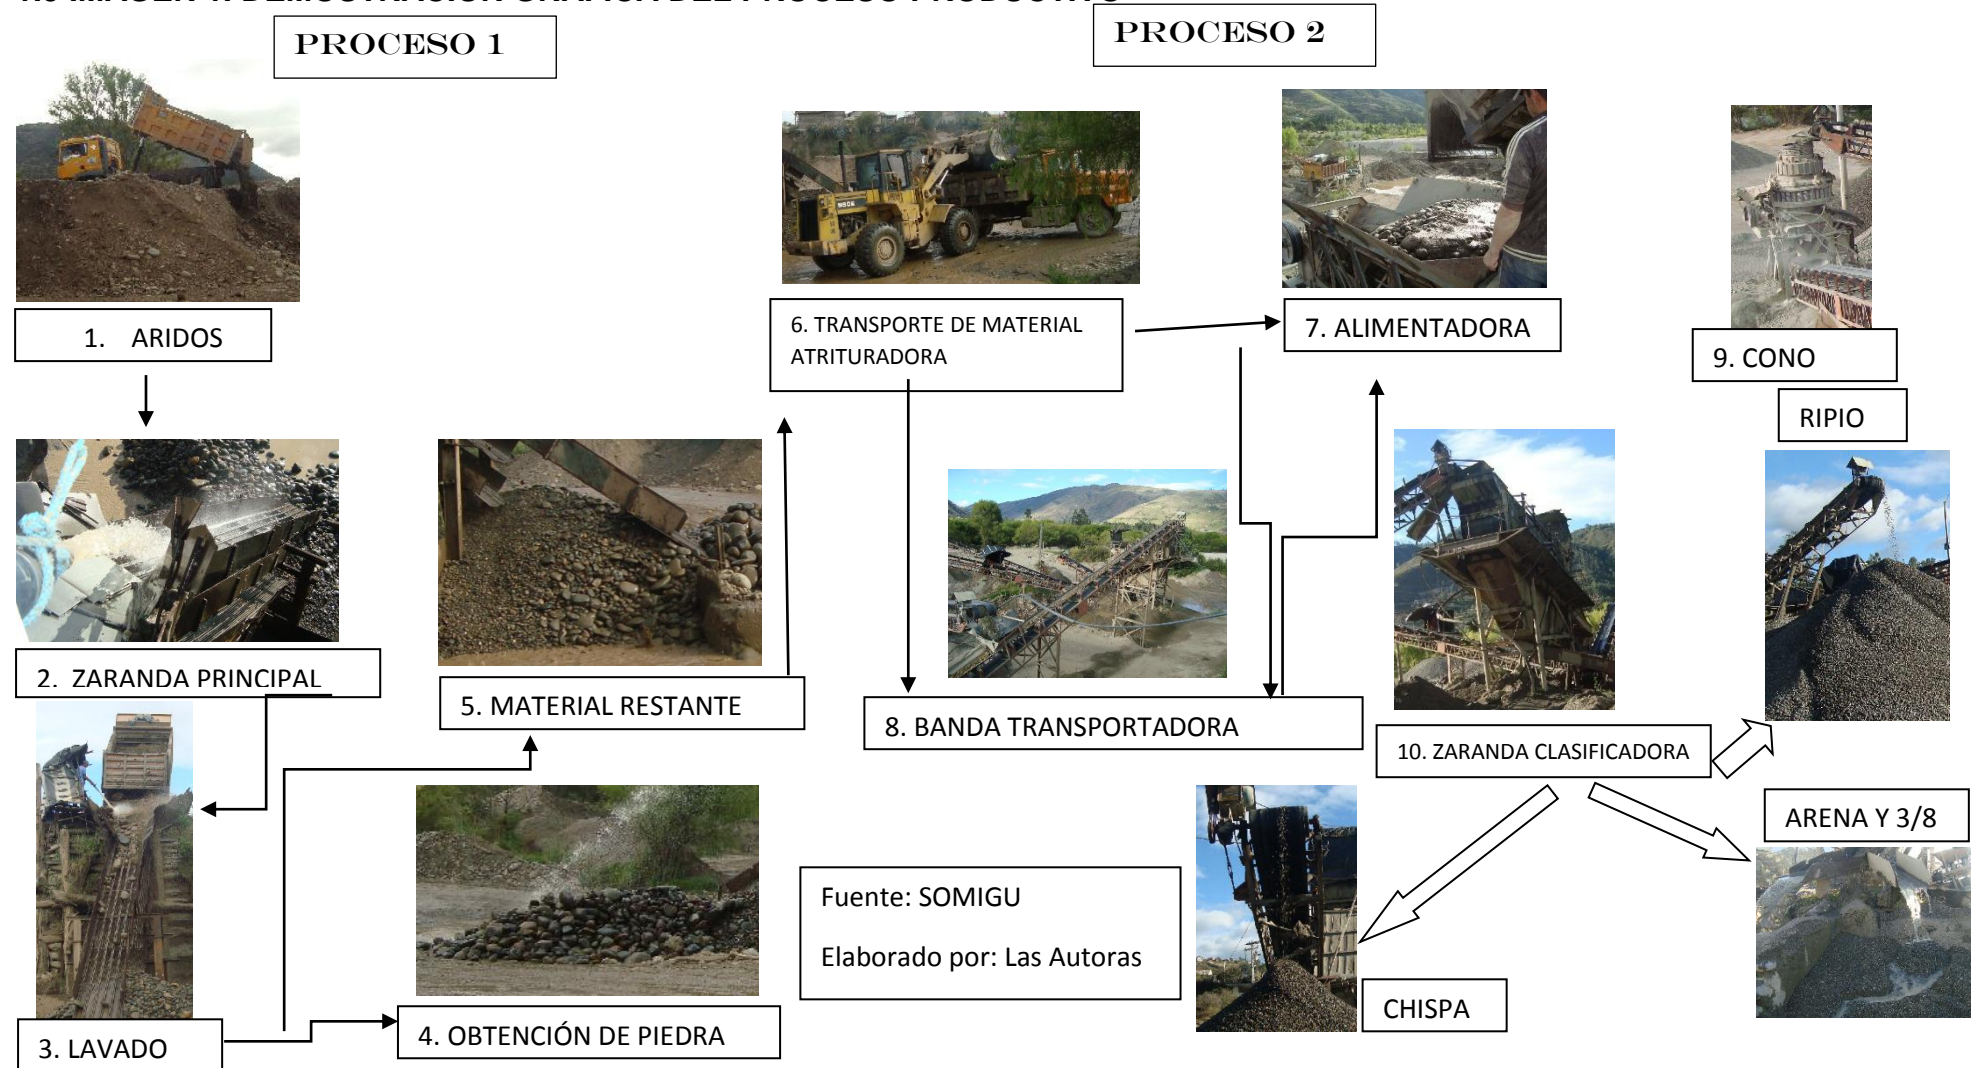 PROCESO 1
PROCESO 2
1. ARIDOS
2. ZARANDA PRINCIPAL
3. LAVADO
4. OBTENCIÓN DE PIEDRA
5. MATERIAL RESTANTE
6. TRANSPORTE DE MATERIAL
ATRITURADORA
7. ALIMENTADORA
8. BANDA TRANSPORTADORA
9. CONO
10. ZARANDA CLASIFICADORA
RIPIO
ARENA Y 3/8
CHISPA
Fuente: SOMIGU
Elaborado por: Las Autoras